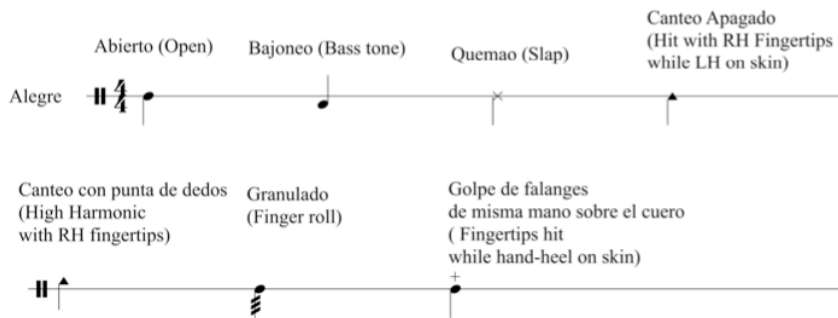 Abierto (Open)
Bajoneo (Bass tone)
Quemao (Slap)
Canteo Apagado
(Hit with RH Fingertips
while LH on skin)
Alegre
4
4
Canteo con punta de dedos
(High Harmonic
with RH fingertips)
Granulado
(Finger roll)
Golpe de falanges
de misma mano sobre el cuero
( Fingertips hit
while hand-heel on skin)
+